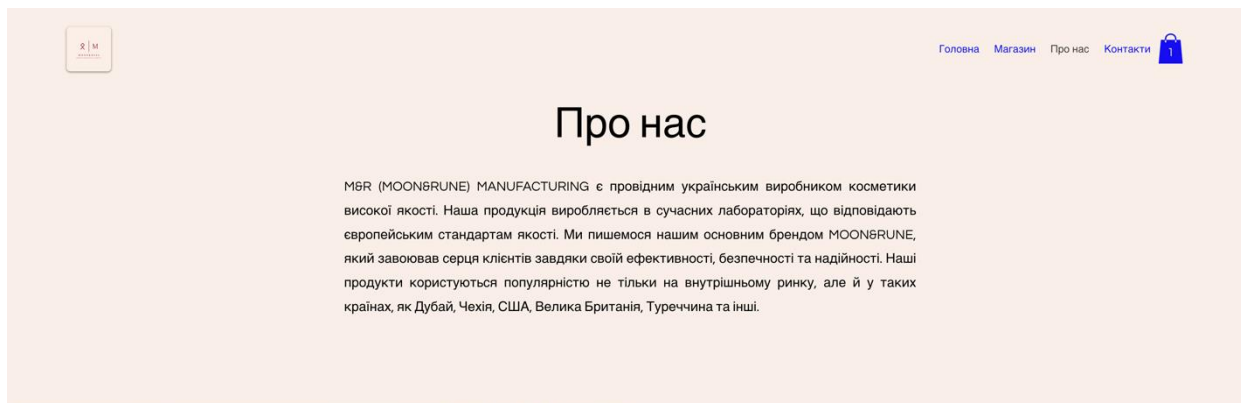 M
Головна Магазин Про нас Контакти 1
Про нас
M&R (MOON&RUNE) MANUFACTURING є провідним українським виробником косметики
високої якості. Наша продукція виробляється в сучасних лабораторіях, що відповідають
європейським стандартам якості. Ми пишемося нашим основним брендом MOON&RUNE,
який завоював серця клієнтів завдяки своїй ефективності, безпечності та надійності. Наші
продукти користуються популярністю не тільки на внутрішньому ринку, але й у таких
країнах, як Дубай, Чехія, США, Велика Британія, Туреччина та інші.